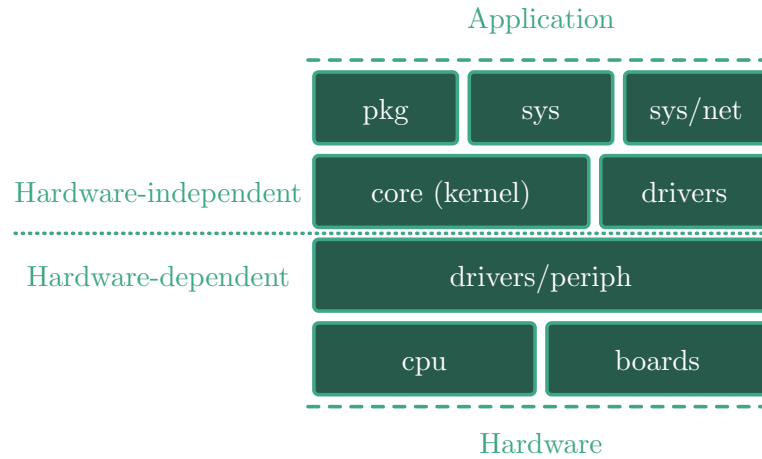 Application
pkg sys sys/net
Hardware-independent core (kernel) drivers
Hardware-dependent drivers/periph
cpu boards
Hardware